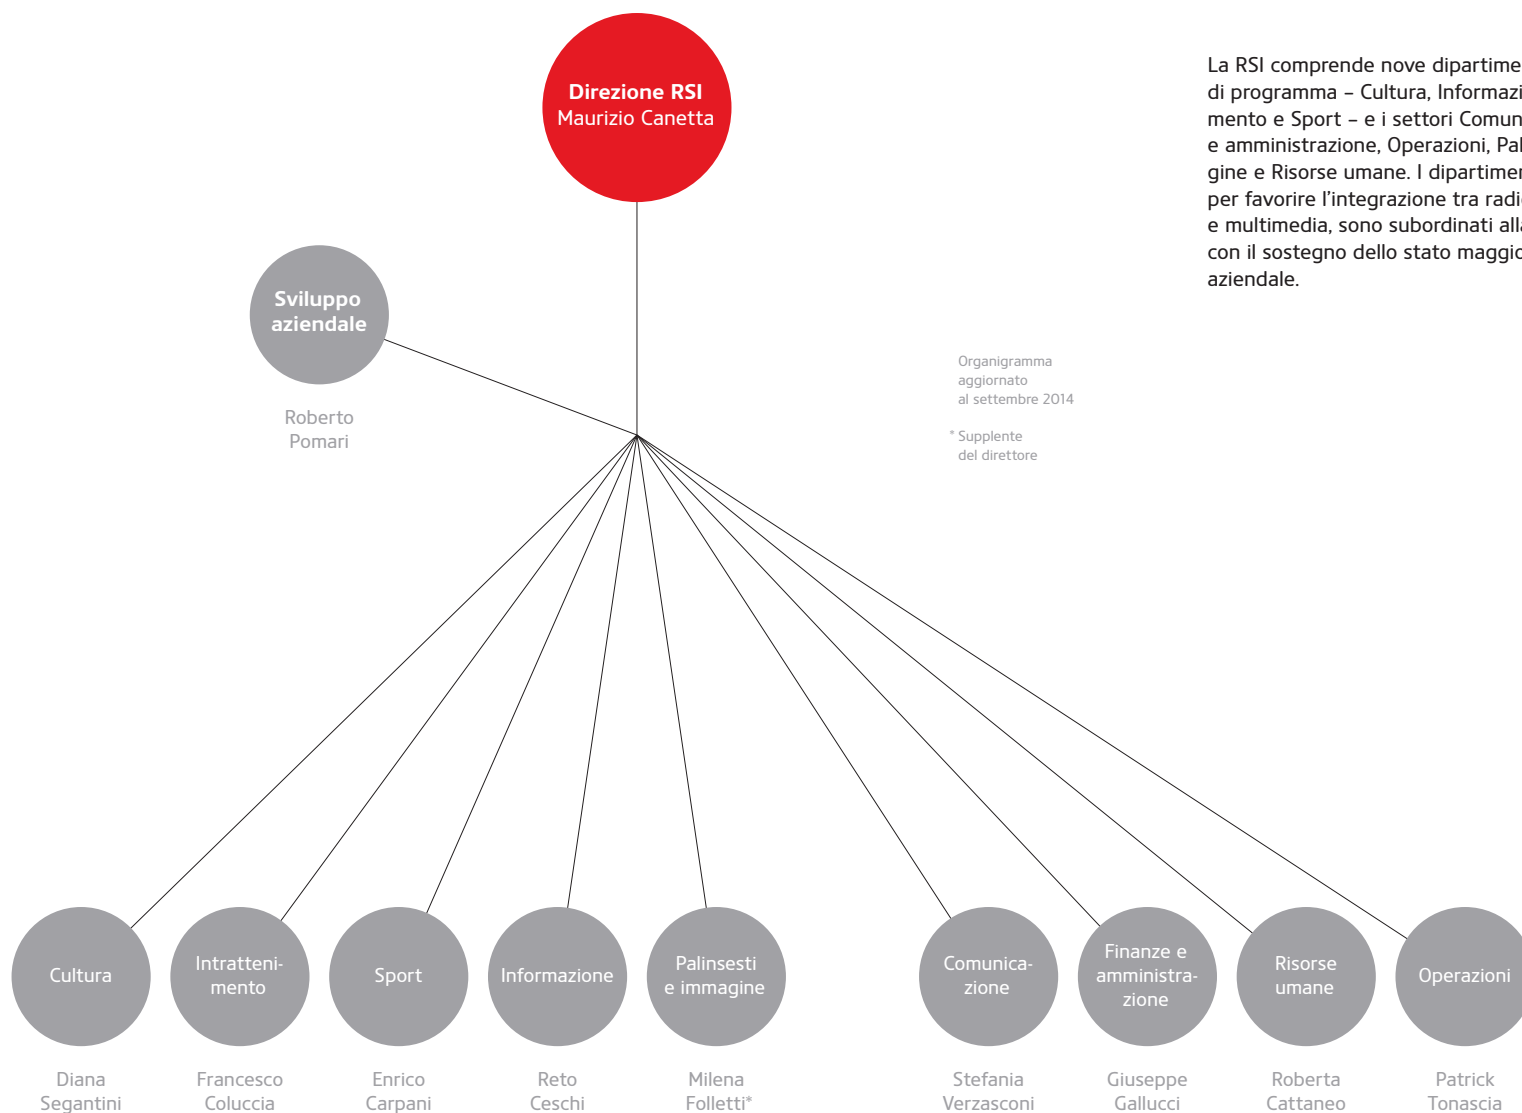 Direzione RSI
Maurizio Canetta
La RSI comprende nove dipartime
di programma – Cultura, Informazi
mento e Sport – e i settori Comun
e amministrazione, Operazioni, Pal
gine e Risorse umane. I dipartimen
per favorire l'integrazione tra radi
e multimedia, sono subordinati alla
con il sostegno dello stato maggio
aziendale.
Sviluppo
aziendale
Roberto
Pomari
Organigramma
aggiornato
al settembre 2014
* Supplente
del direttore
Cultura
Diana
Segantini
Intratteni-
mento
Francesco
Coluccia
Sport
Enrico
Carpani
Informazione
Reto
Ceschi
Palinsesti
e immagine
Milena
Folletti*
Comunica-
zione
Stefania
Verzasconi
Finanze e
amministra-
zione
Giuseppe
Gallucci
Risorse
umane
Roberta
Cattaneo
Operazioni
Patrick
Tonascia